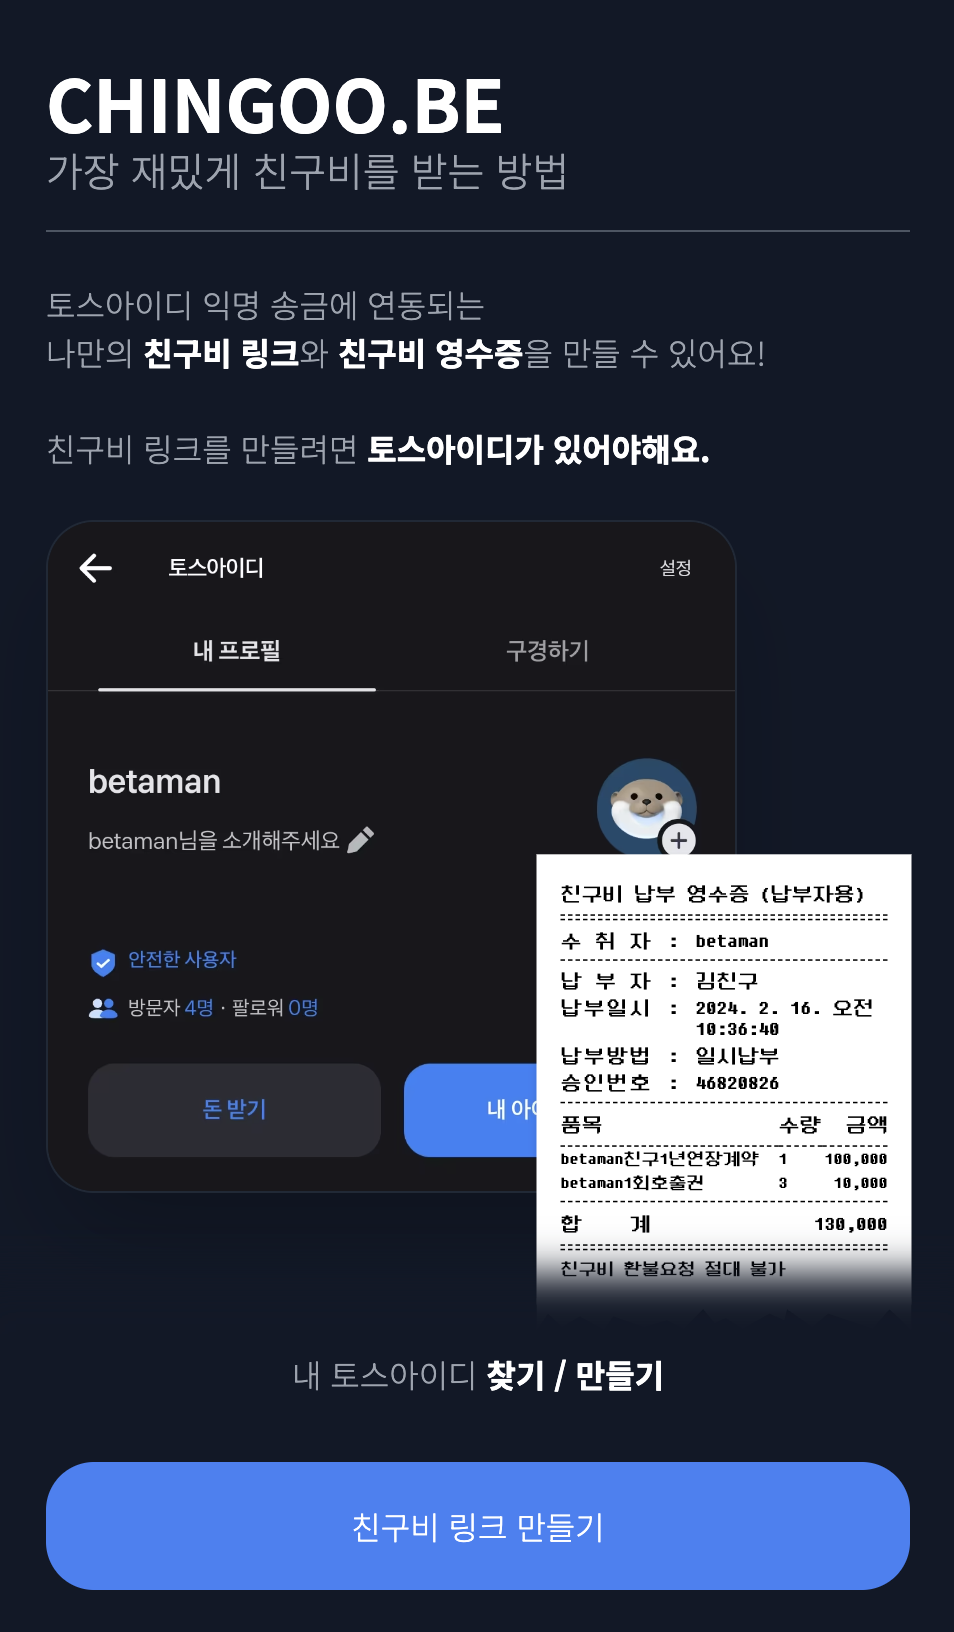 CHINGOO.BE
가장 재밌게 친구비를 받는 방법
토스아이디 익명 송금에 연동되는
나만의 친구비 링크와 친구비 영수증을 만들 수 있어요!
친구비 링크를 만들려면 토스아이디가 있어야해요.
토스아이디 설정
내 프로필 구경하기
betaman
betaman님을 소개해주세요
안전한 사용자
방문자 4명 · 팔로워 0명
돈 받기 내 아이
친구비 납부 영수증 (납부자용)
수 취 자 : betaman
납 부 자 : 김친구
납부일시 : 2024. 2. 16. 오전
10:36:40
납부방법 : 일시납부
승인번호 : 46820826
품목 수량 금액
betaman친구1년연장계약 1 100,000
betaman1회호출권 3 10,000
합 계 130,000
친구비 환불요청 절대 불가
내 토스아이디 찾기 / 만들기
친구비 링크 만들기